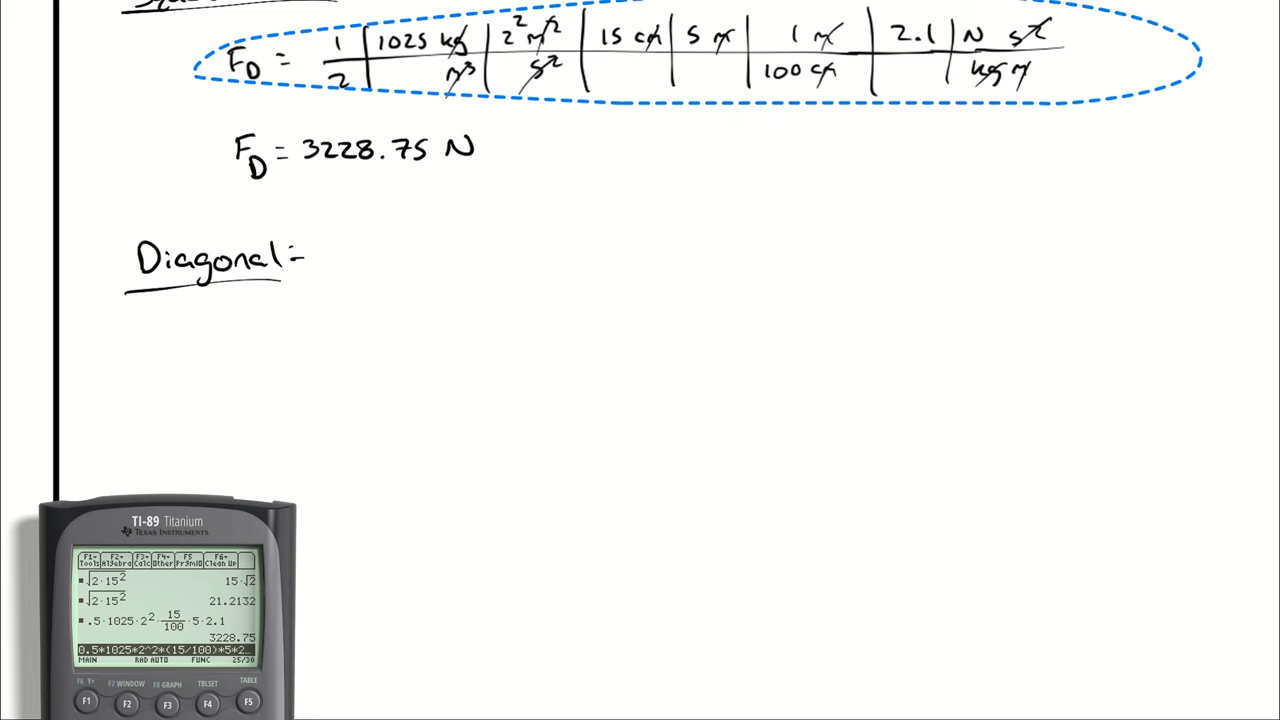 F_D = 1/2 | 1025 kg/m³ | 2² m²/s² | 15 cm | 5 m | 1 m/100 cm | 2.1 | N s²/kg m
F_D = 3228.75 N
Diagonal=
TI-89 Titanium
TEXAS INSTRUMENTS
F1 Tools F2 Algebra F3 Calc F4 Other F5 PrgmIO F6 Clean Up
√2·15² 15·√2
√2·15² 21.2132
.5·1025·2²·15/100·5·2.1
3228.75
0.5*1025*2^2*(15/100)*5*2...
MAIN RAD AUTO FUNC 25/30
F6 Y= F7 WINDOW F8 GRAPH TBLSET TABLE
F1 F2 F3 F4 F5